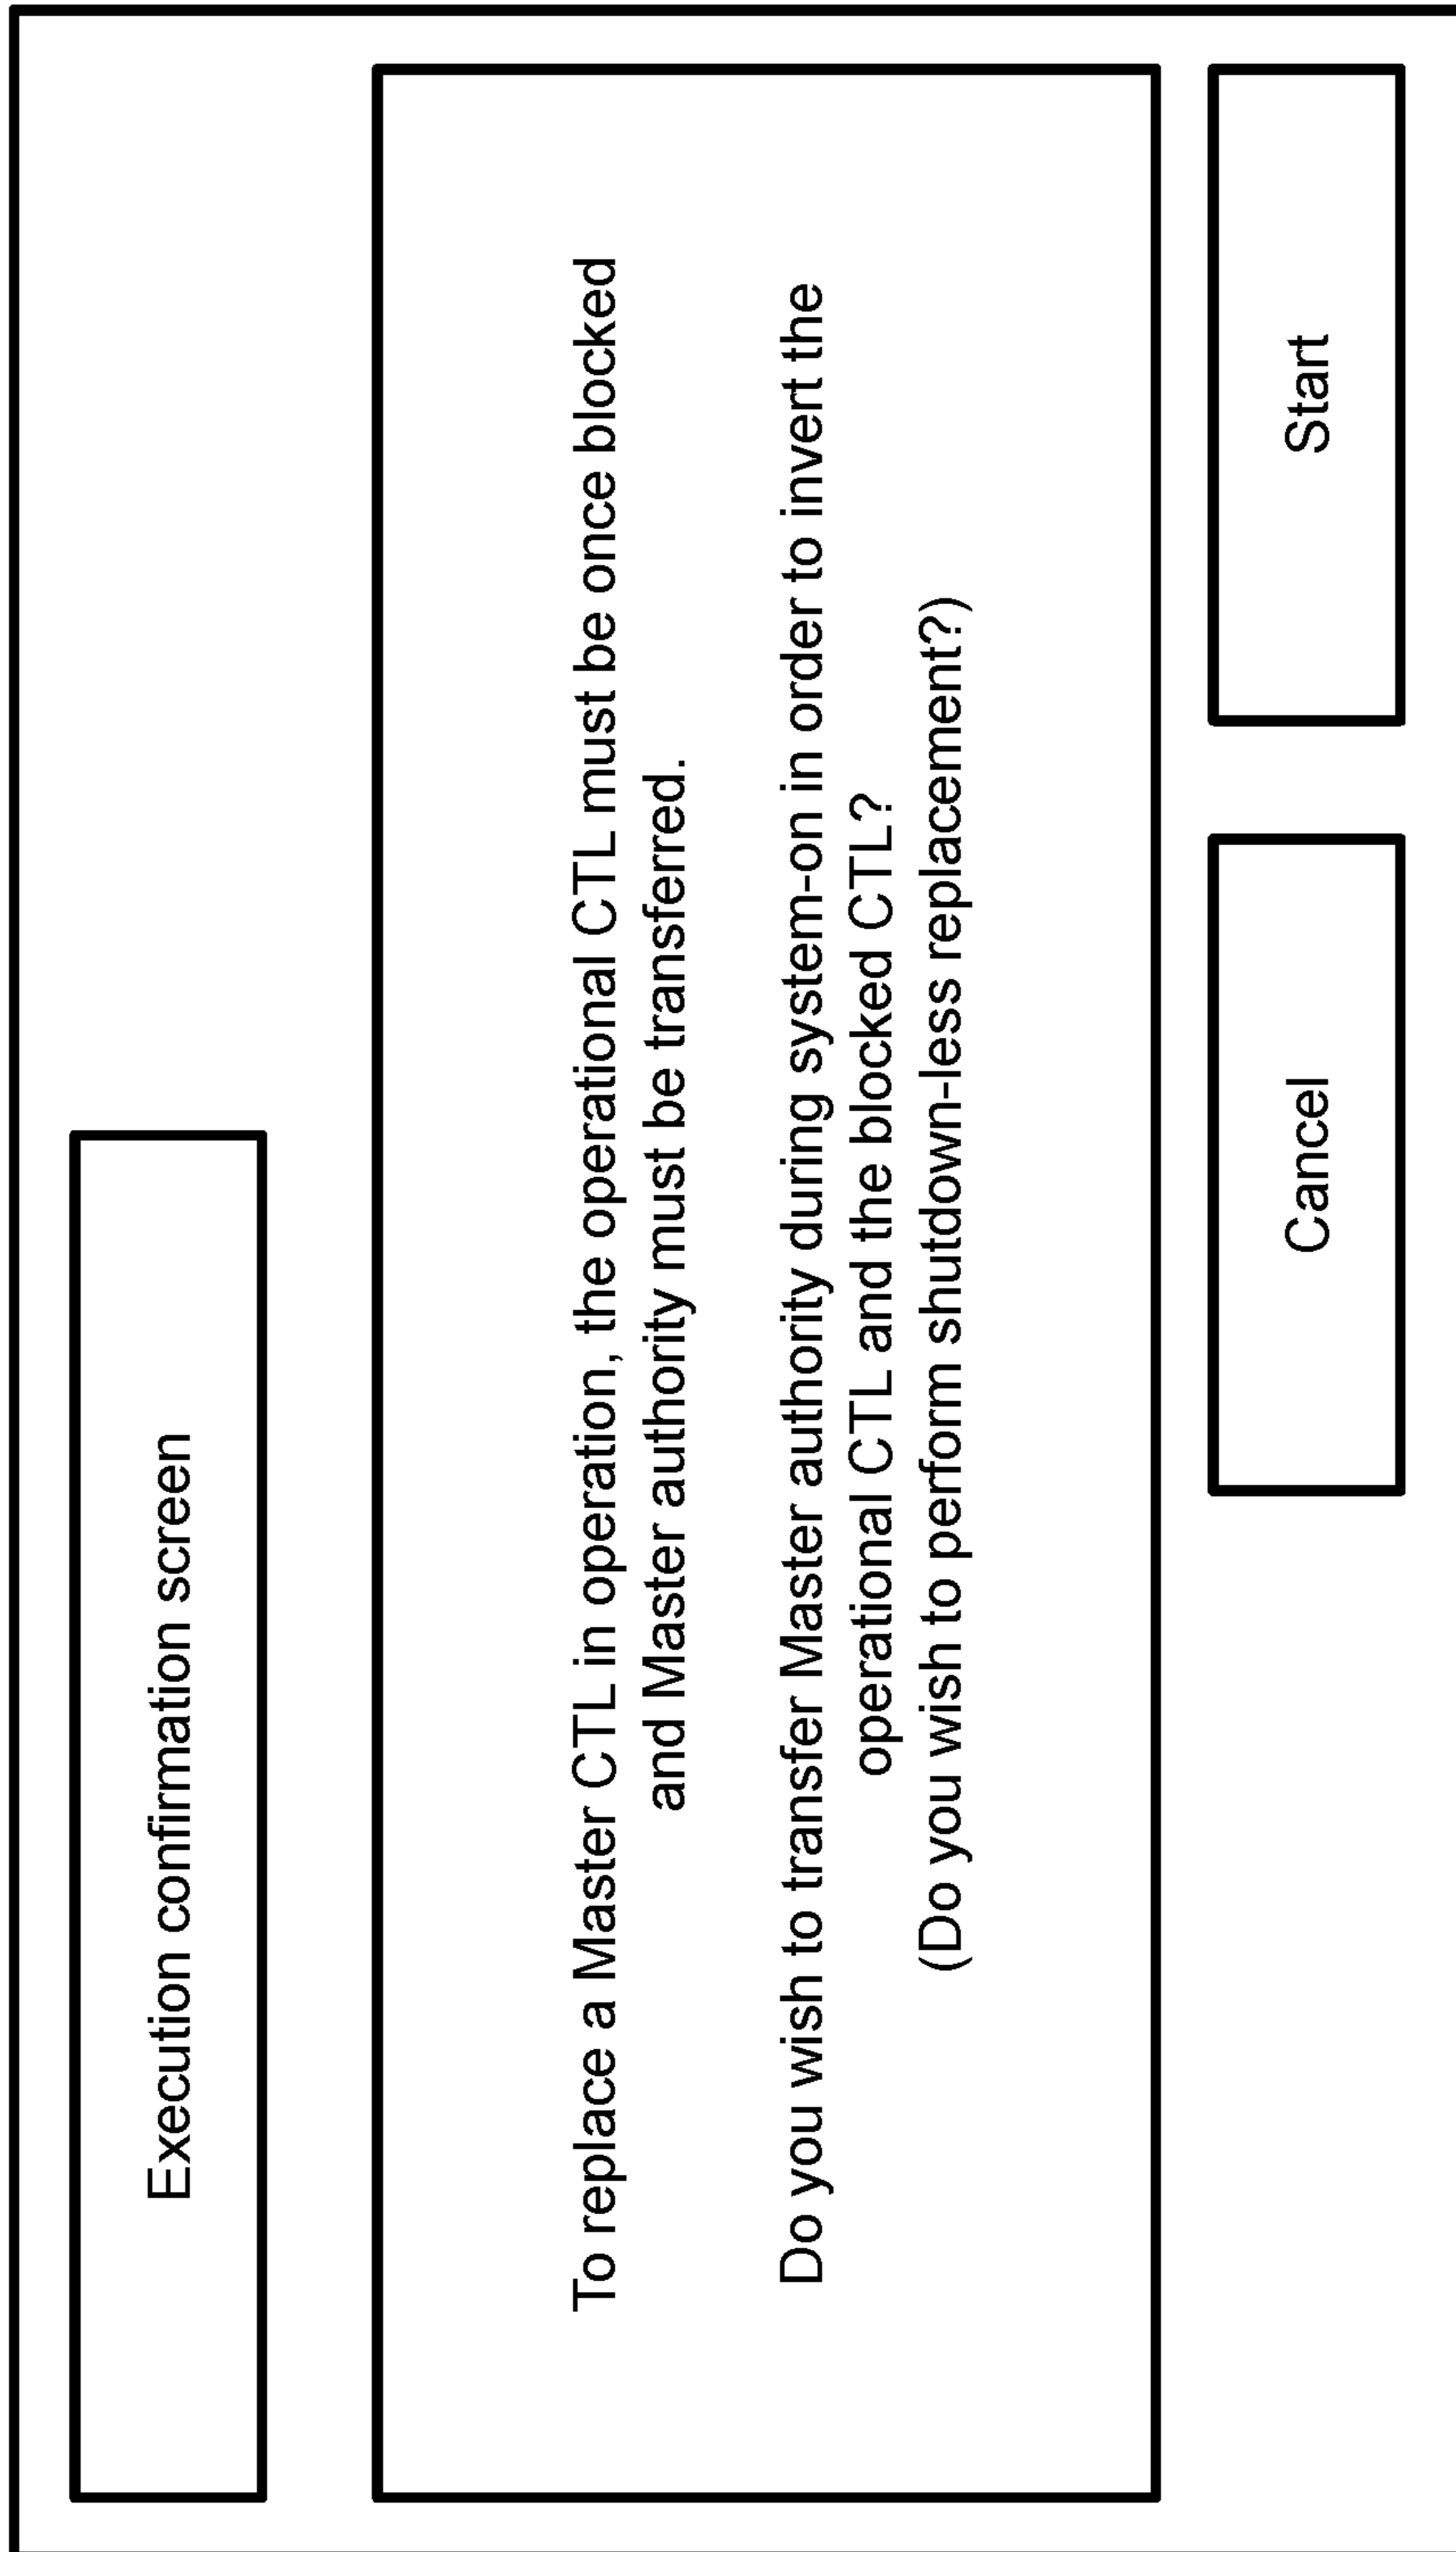 Execution confirmation screen
To replace a Master CTL in operation, the operational CTL must be once blocked
and Master authority must be transferred.
Do you wish to transfer Master authority during system-on in order to invert the
operational CTL and the blocked CTL?
(Do you wish to perform shutdown-less replacement?)
Cancel
Start